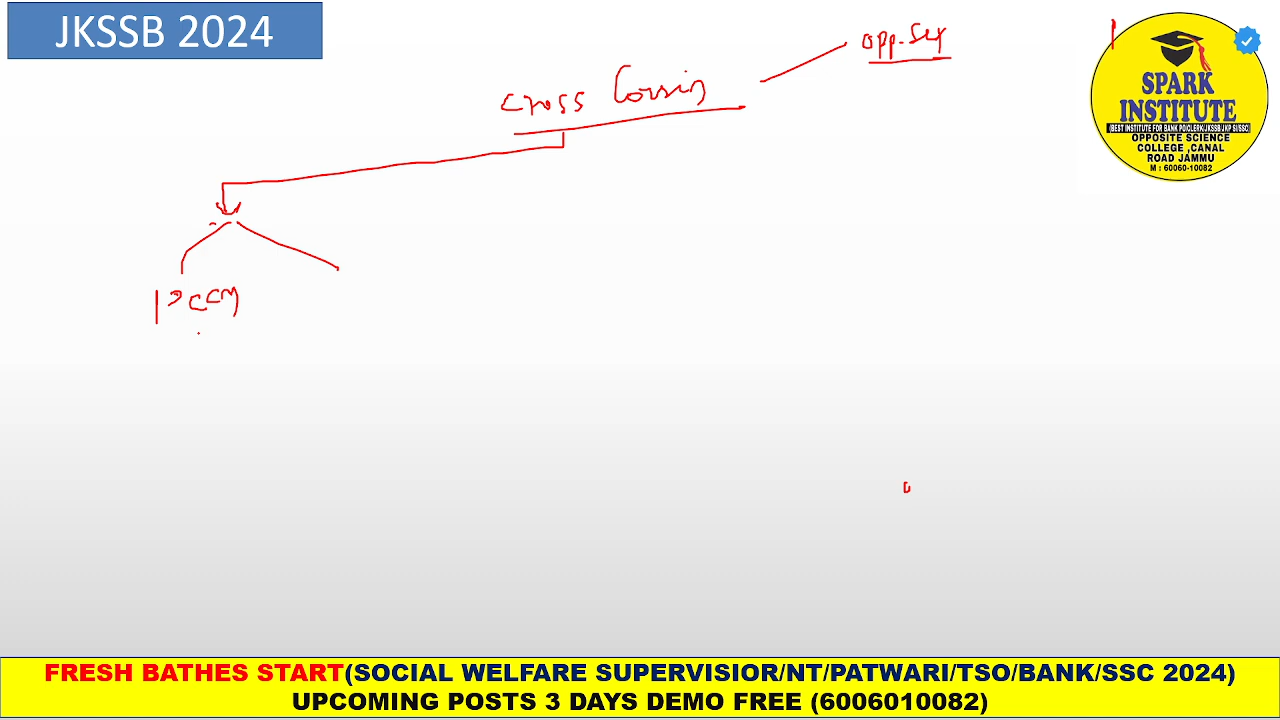 JKSSB 2024
opp. Sex
Cross Cousin
PCCM
SPARK
INSTITUTE
(BEST INSTITUTE FOR BANK PO/CLERK/JKSSB/JKP SI/SSC)
OPPOSITE SCIENCE
COLLEGE ,CANAL
ROAD JAMMU
M : 60060-10082
FRESH BATHES START(SOCIAL WELFARE SUPERVISIOR/NT/PATWARI/TSO/BANK/SSC 2024)
UPCOMING POSTS 3 DAYS DEMO FREE (6006010082)